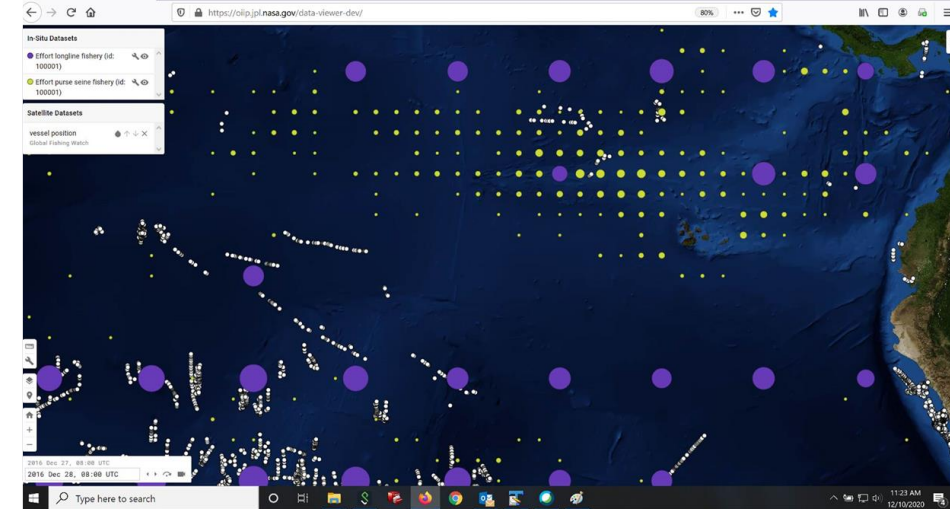 https://oiip.jpl.nasa.gov/data-viewer-dev/
80%
In-Situ Datasets
Effort longline fishery (id:
100001)
Effort purse seine fishery (id:
100001)
Satellite Datasets
vessel position
Global Fishing Watch
2016 Dec 27, 08:00 UTC
2016 Dec 28, 08:00 UTC
Type here to search
11:23 AM
12/10/2020